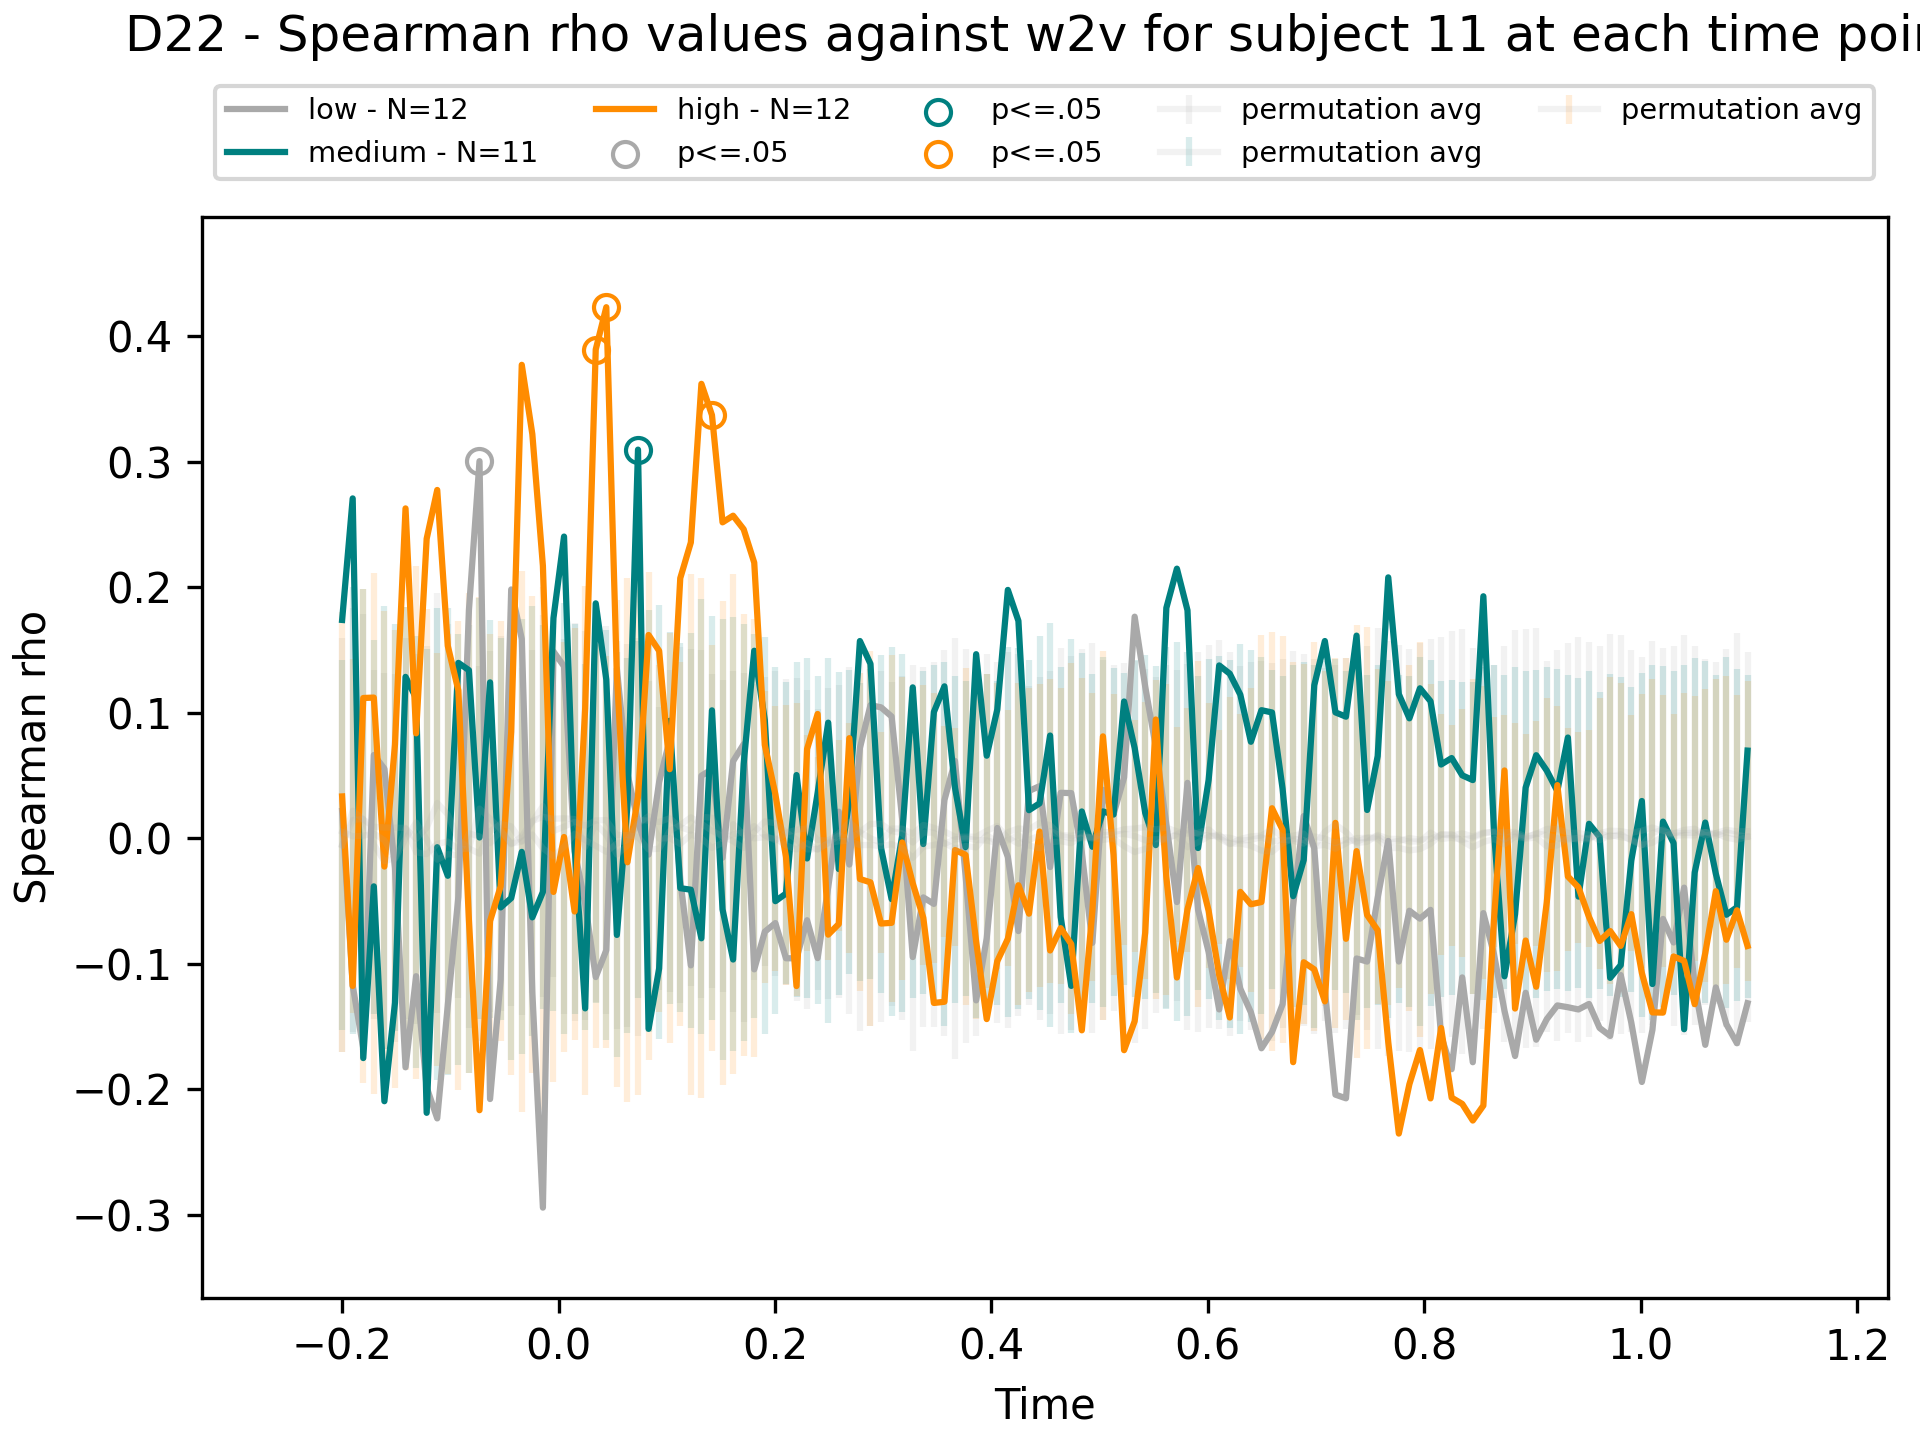 D22 - Spearman rho values against w2v for subject 11 at each time poi
low - N=12 high - N=12 p<=.05 permutation avg permutation avg
medium - N=11 p<=.05 p<=.05 permutation avg
Spearman rho
0.4
0.3
0.2
0.1
0.0
−0.1
−0.2
−0.3
−0.2 0.0 0.2 0.4 0.6 0.8 1.0 1.2
Time